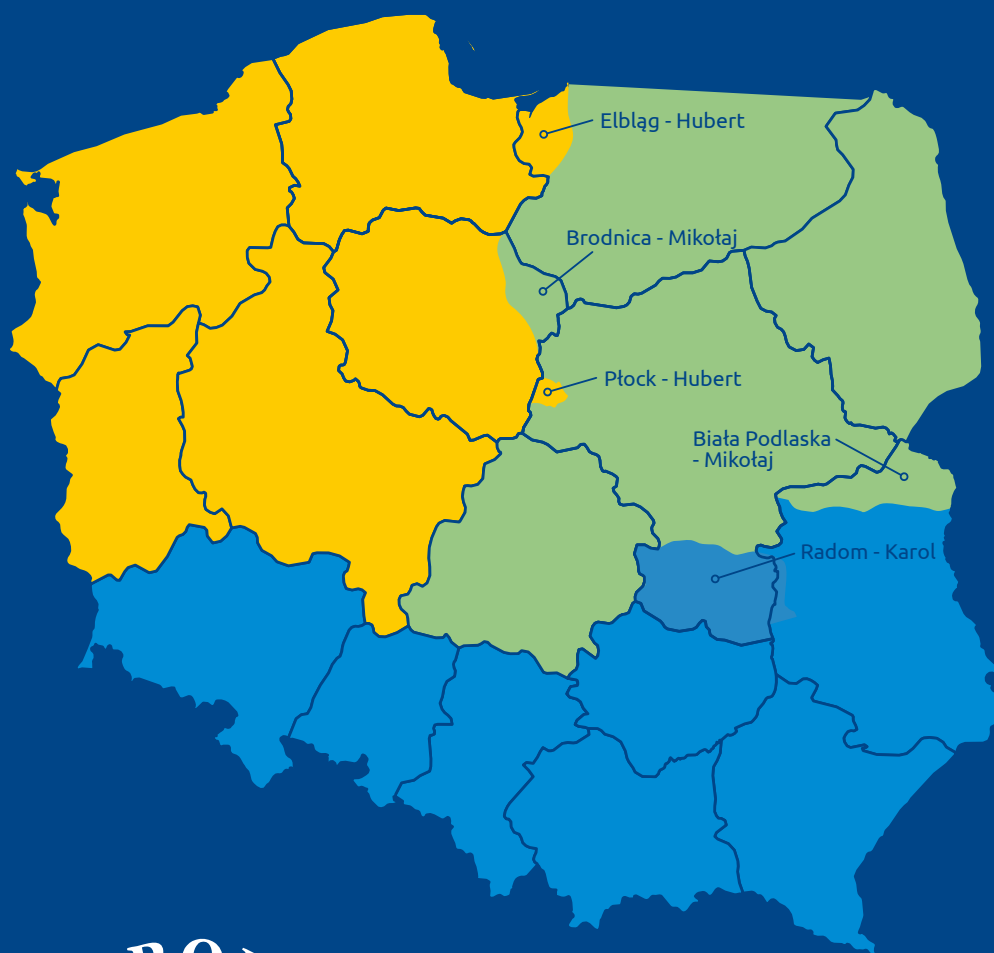 Elbląg - Hubert
Brodnica - Mikołaj
Płock - Hubert
Biała Podlaska
- Mikołaj
Radom - Karol